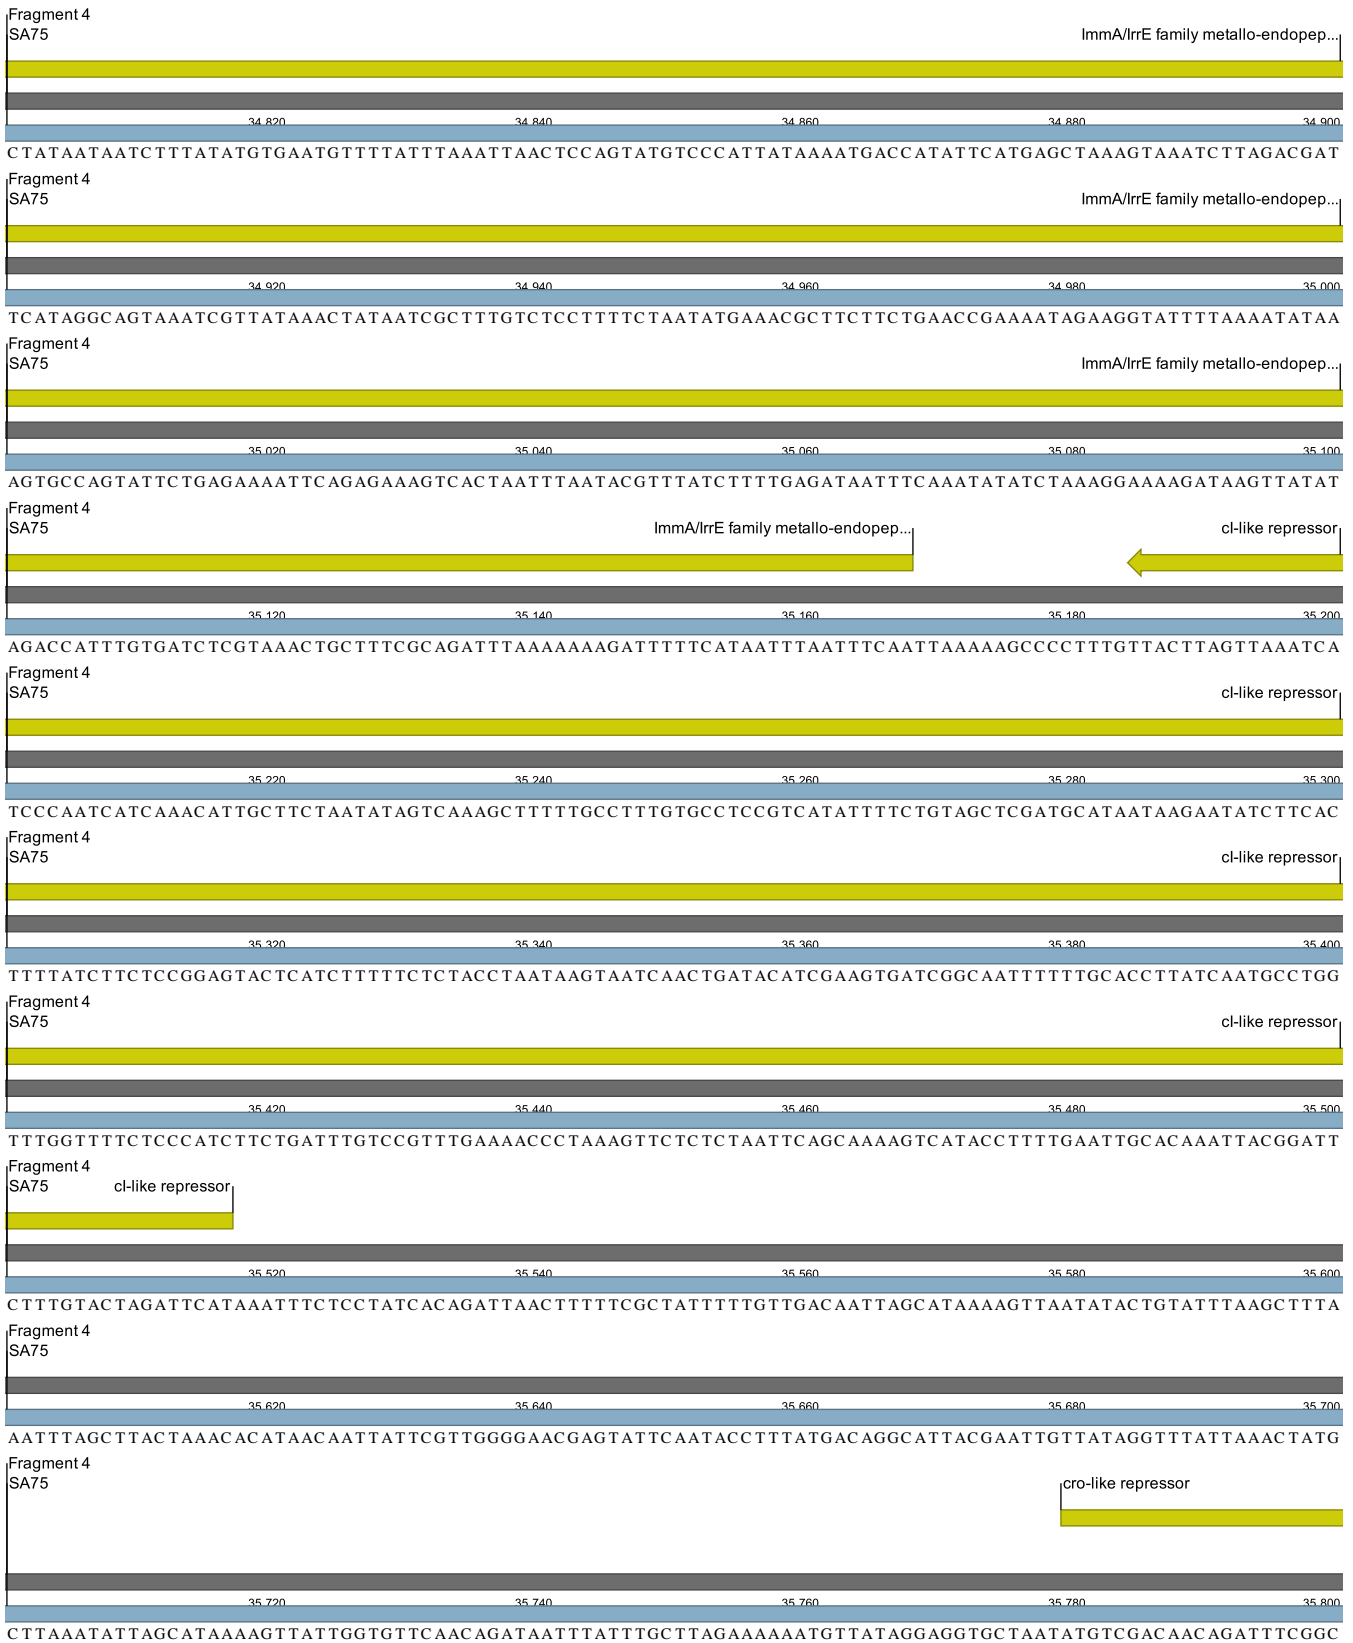 Fragment 4
SA75
ImmA/IrrE family metallo-endopep...
34.820 34.840 34.860 34.880 34.900
CTATAATAATCTTTATATGTGAATGTTTTATTTAAATTAACTCCAGTATGTCCCATTATAAAATGACCATATTCATGAGCTAAAGTAAATCTTAGACGAT
Fragment 4
SA75
ImmA/IrrE family metallo-endopep...
34.920 34.940 34.960 34.980 35.000
TCATAGGCAGTAAATCGTTATAAACTATAATCGCTTTGTCTCCTTTTCTAATATGAAACGCTTCTTCTGAACCGAAAATAGAAGGTATTTTAAAATATAA
Fragment 4
SA75
ImmA/IrrE family metallo-endopep...
35.020 35.040 35.060 35.080 35.100
AGTGCCAGTATTCTGAGAAAATTCAGAGAAAGTCACTAATTTAATACGTTTATCTTTTGAGATAATTTCAAATATATCTAAAGGAAAAGATAAGTTATAT
Fragment 4
SA75
ImmA/IrrE family metallo-endopep...
cI-like repressor
35.120 35.140 35.160 35.180 35.200
AGACCATTTGTGATCTCGTAAACTGCTTTCGCAGATTTAAAAAAAGATTTTTCATAATTTAATTTCAATTAAAAAGCCCCTTTGTTACTTAGTTAAATCA
Fragment 4
SA75
cI-like repressor
35.220 35.240 35.260 35.280 35.300
TCCCAATCATCAAACATTGCTTCTAATATAGTCAAAGCTTTTTGCCTTTGTGCCTCCGTCATATTTTCTGTAGCTCGATGCATAATAAGAATATCTTCAC
Fragment 4
SA75
cI-like repressor
35.320 35.340 35.360 35.380 35.400
TTTTATCTTCTCCGGAGTACTCATCTTTTTCTCTACCTAATAAGTAATCAACTGATACATCGAAGTGATCGGCAATTTTTTGCACCTTATCAATGCCTGG
Fragment 4
SA75
cI-like repressor
35.420 35.440 35.460 35.480 35.500
TTTGGTTTTCTCCCATCTTCTGATTTGTCCGTTTGAAAACCCTAAAGTTCTCTCTAATTCAGCAAAAGTCATACCTTTTGAATTGCACAAATTACGGATT
Fragment 4
SA75
cI-like repressor
35.520 35.540 35.560 35.580 35.600
CTTTGTACTAGATTCATAAATTTCTCCTATCACAGATTAACTTTTTCGCTATTTTTGTTGACAATTAGCATAAAAGTTAATATACTGTATTTAAGCTTTA
Fragment 4
SA75
35.620 35.640 35.660 35.680 35.700
AATTTAGCTTACTAAACACATAACAATTATTCGTTGGGGAACGAGTATTCAATACCTTTATGACAGGCATTACGAATTGTTATAGGTTTATTAAACTATG
Fragment 4
SA75
cro-like repressor
35.720 35.740 35.760 35.780 35.800
CTTAAATATTAGCATAAAAGTTATTGGTGTTCAACAGATAATTTATTTGCTTAGAAAAAATGTTATAGGAGGTGCTAATATGTCGACAACAGATTTCGGC